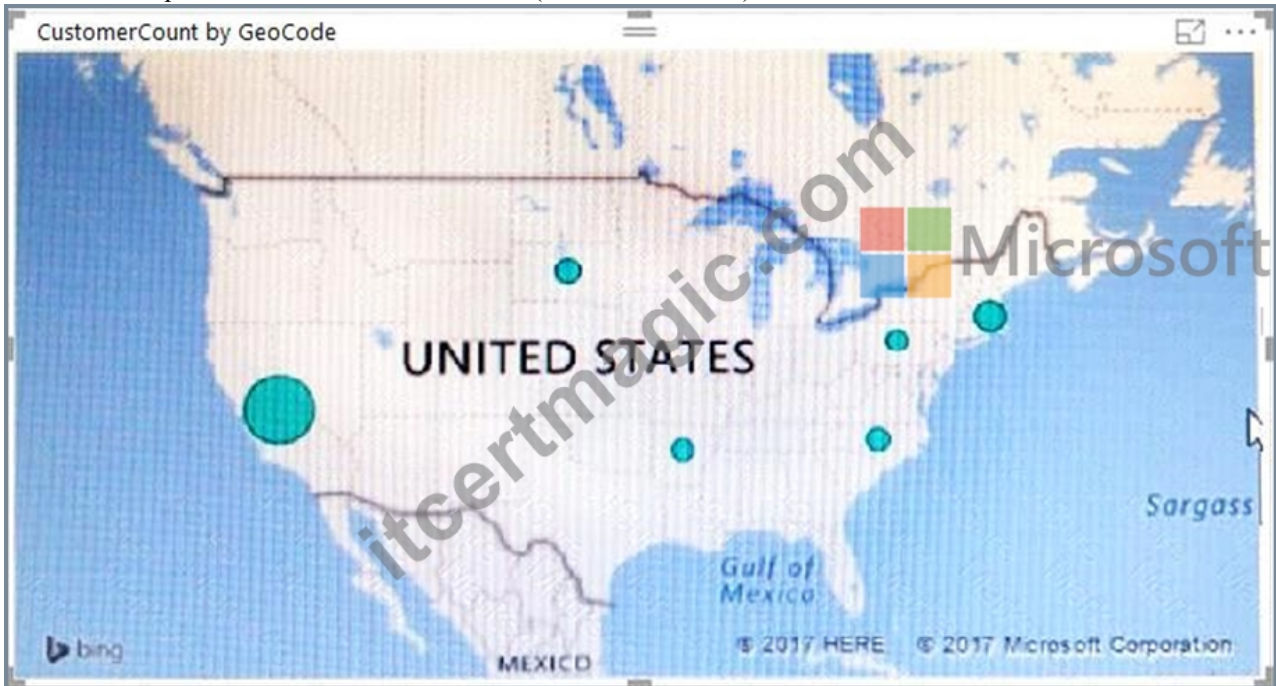 CustomerCount by GeoCode
Microsoft
UNITED STATES
itcertmagic.com
Sargass
Gulf of
Mexico
bing
© 2017 HERE © 2017 Microsoft Corporation
MEXICO